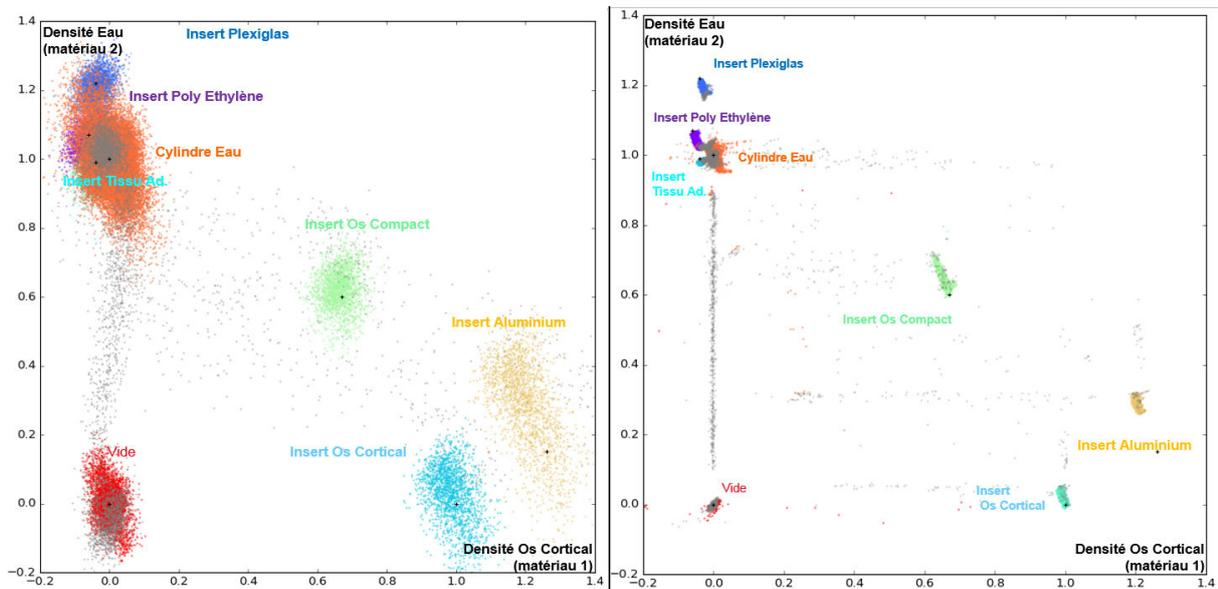 1.4
Densité Eau
(matériau 2)
Insert Plexiglas
1.2
Insert Poly Ethylène
1.0
Cylindre Eau
Insert Tissu Ad.
0.8
Insert Os Compact
0.6
Insert Aluminium
0.4
0.2
Vide
Insert Os Cortical
0.0
Densité Os Cortical
(matériau 1)
−0.2
−0.2 0.0 0.2 0.4 0.6 0.8 1.0 1.2 1.4
1.4
Densité Eau
(matériau 2)
Insert Plexiglas
1.2
Insert Poly Ethylène
1.0
Cylindre Eau
Insert
Tissu Ad.
0.8
0.6
Insert Os Compact
0.4
0.2
Insert Aluminium
Vide
Insert
Os Cortical
0.0
Densité Os Cortical
(matériau 1)
−0.2
−0.2 0.0 0.2 0.4 0.6 0.8 1.0 1.2 1.4